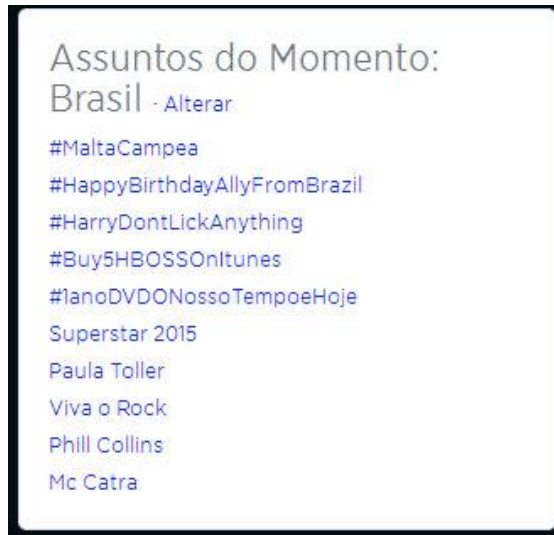 Assuntos do Momento:
Brasil · Alterar
#MaltaCampea
#HappyBirthdayAllyFromBrazil
#HarryDontLickAnything
#Buy5HBOSSOnItunes
#1anoDVDONossoTempoeHoje
Superstar 2015
Paula Toller
Viva o Rock
Phill Collins
Mc Catra